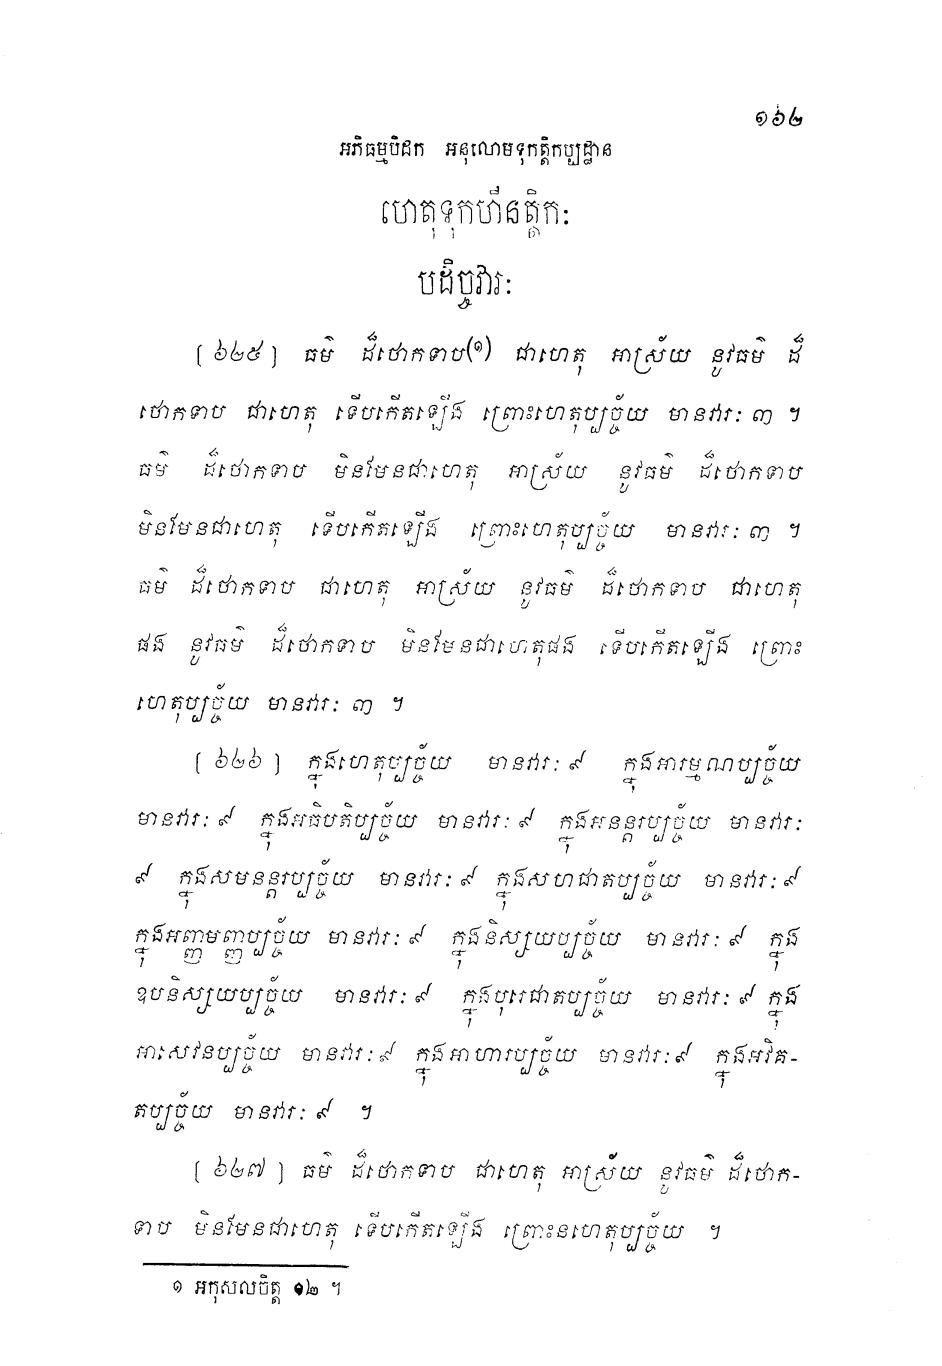 ១៦២
អភិធម្មបិដក អនុលោមទុកត្តិកប្បដ្ឋាន
ហេតុទុកហីនត្តិកៈ
បដិច្ចវារៈ
(៦២៥) ធម៌ ដ៏ថោកទាប(១) ជាហេតុ អាស្រ័យ នូវធម៌ ដ៏
ថោកទាប ជាហេតុ ទើបកើតឡើង ព្រោះហេតុប្បច្ច័យ មានវារៈ ៣ ។
ធម៌ ដ៏ថោកទាប មិនមែនជាហេតុ អាស្រ័យ នូវធម៌ ដ៏ថោកទាប
មិនមែនជាហេតុ ទើបកើតឡើង ព្រោះហេតុប្បច្ច័យ មានវារៈ ៣ ។
ធម៌ ដ៏ថោកទាប ជាហេតុ អាស្រ័យ នូវធម៌ ដ៏ថោកទាប ជាហេតុ
ផង នូវធម៌ ដ៏ថោកទាប មិនមែនជាហេតុផង ទើបកើតឡើង ព្រោះ
ហេតុប្បច្ច័យ មានវារៈ ៣ ។
(៦២៦) ក្នុងហេតុប្បច្ច័យ មានវារៈ ៩ ក្នុងអារម្មណប្បច្ច័យ
មានវារៈ ៩ ក្នុងអធិបតិប្បច្ច័យ មានវារៈ ៩ ក្នុងអនន្តរប្បច្ច័យ មានវារៈ
៩ ក្នុងសមនន្តរប្បច្ច័យ មានវារៈ ៩ ក្នុងសហជាតប្បច្ច័យ មានវារៈ ៩
ក្នុងអញ្ញាមញ្ញប្បច្ច័យ មានវារៈ ៩ ក្នុងនិស្សយប្បច្ច័យ មានវារៈ ៩ ក្នុង
ឧបនិស្សយប្បច្ច័យ មានវារៈ ៩ ក្នុងបុរេជាតប្បច្ច័យ មានវារៈ ៩ ក្នុង
អាសេវនប្បច្ច័យ មានវារៈ ៩ ក្នុងអាហារប្បច្ច័យ មានវារៈ ៩ ក្នុងអវិគ-
តប្បច្ច័យ មានវារៈ ៩ ។
(៦២៧) ធម៌ ដ៏ថោកទាប ជាហេតុ អាស្រ័យ នូវធម៌ ដ៏ថោក-
ទាប មិនមែនជាហេតុ ទើបកើតឡើង ព្រោះនហេតុប្បច្ច័យ ។
១ អកុសលចិត្ត ១២ ។